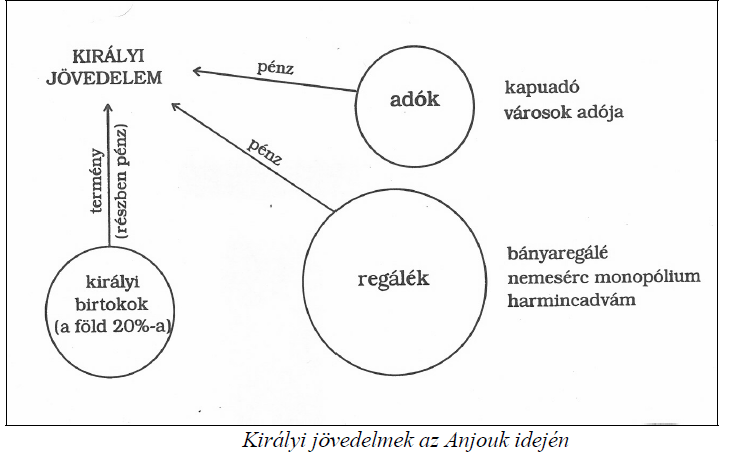 KIRÁLYI
JÖVEDELEM
pénz
adók
kapuadó
városok adója
pénz
termény
(részben pénz)
királyi
birtokok
(a föld 20%-a)
regálék
bányaregálé
nemesérc monopólium
harmincadvám
Királyi jövedelmek az Anjouk idején